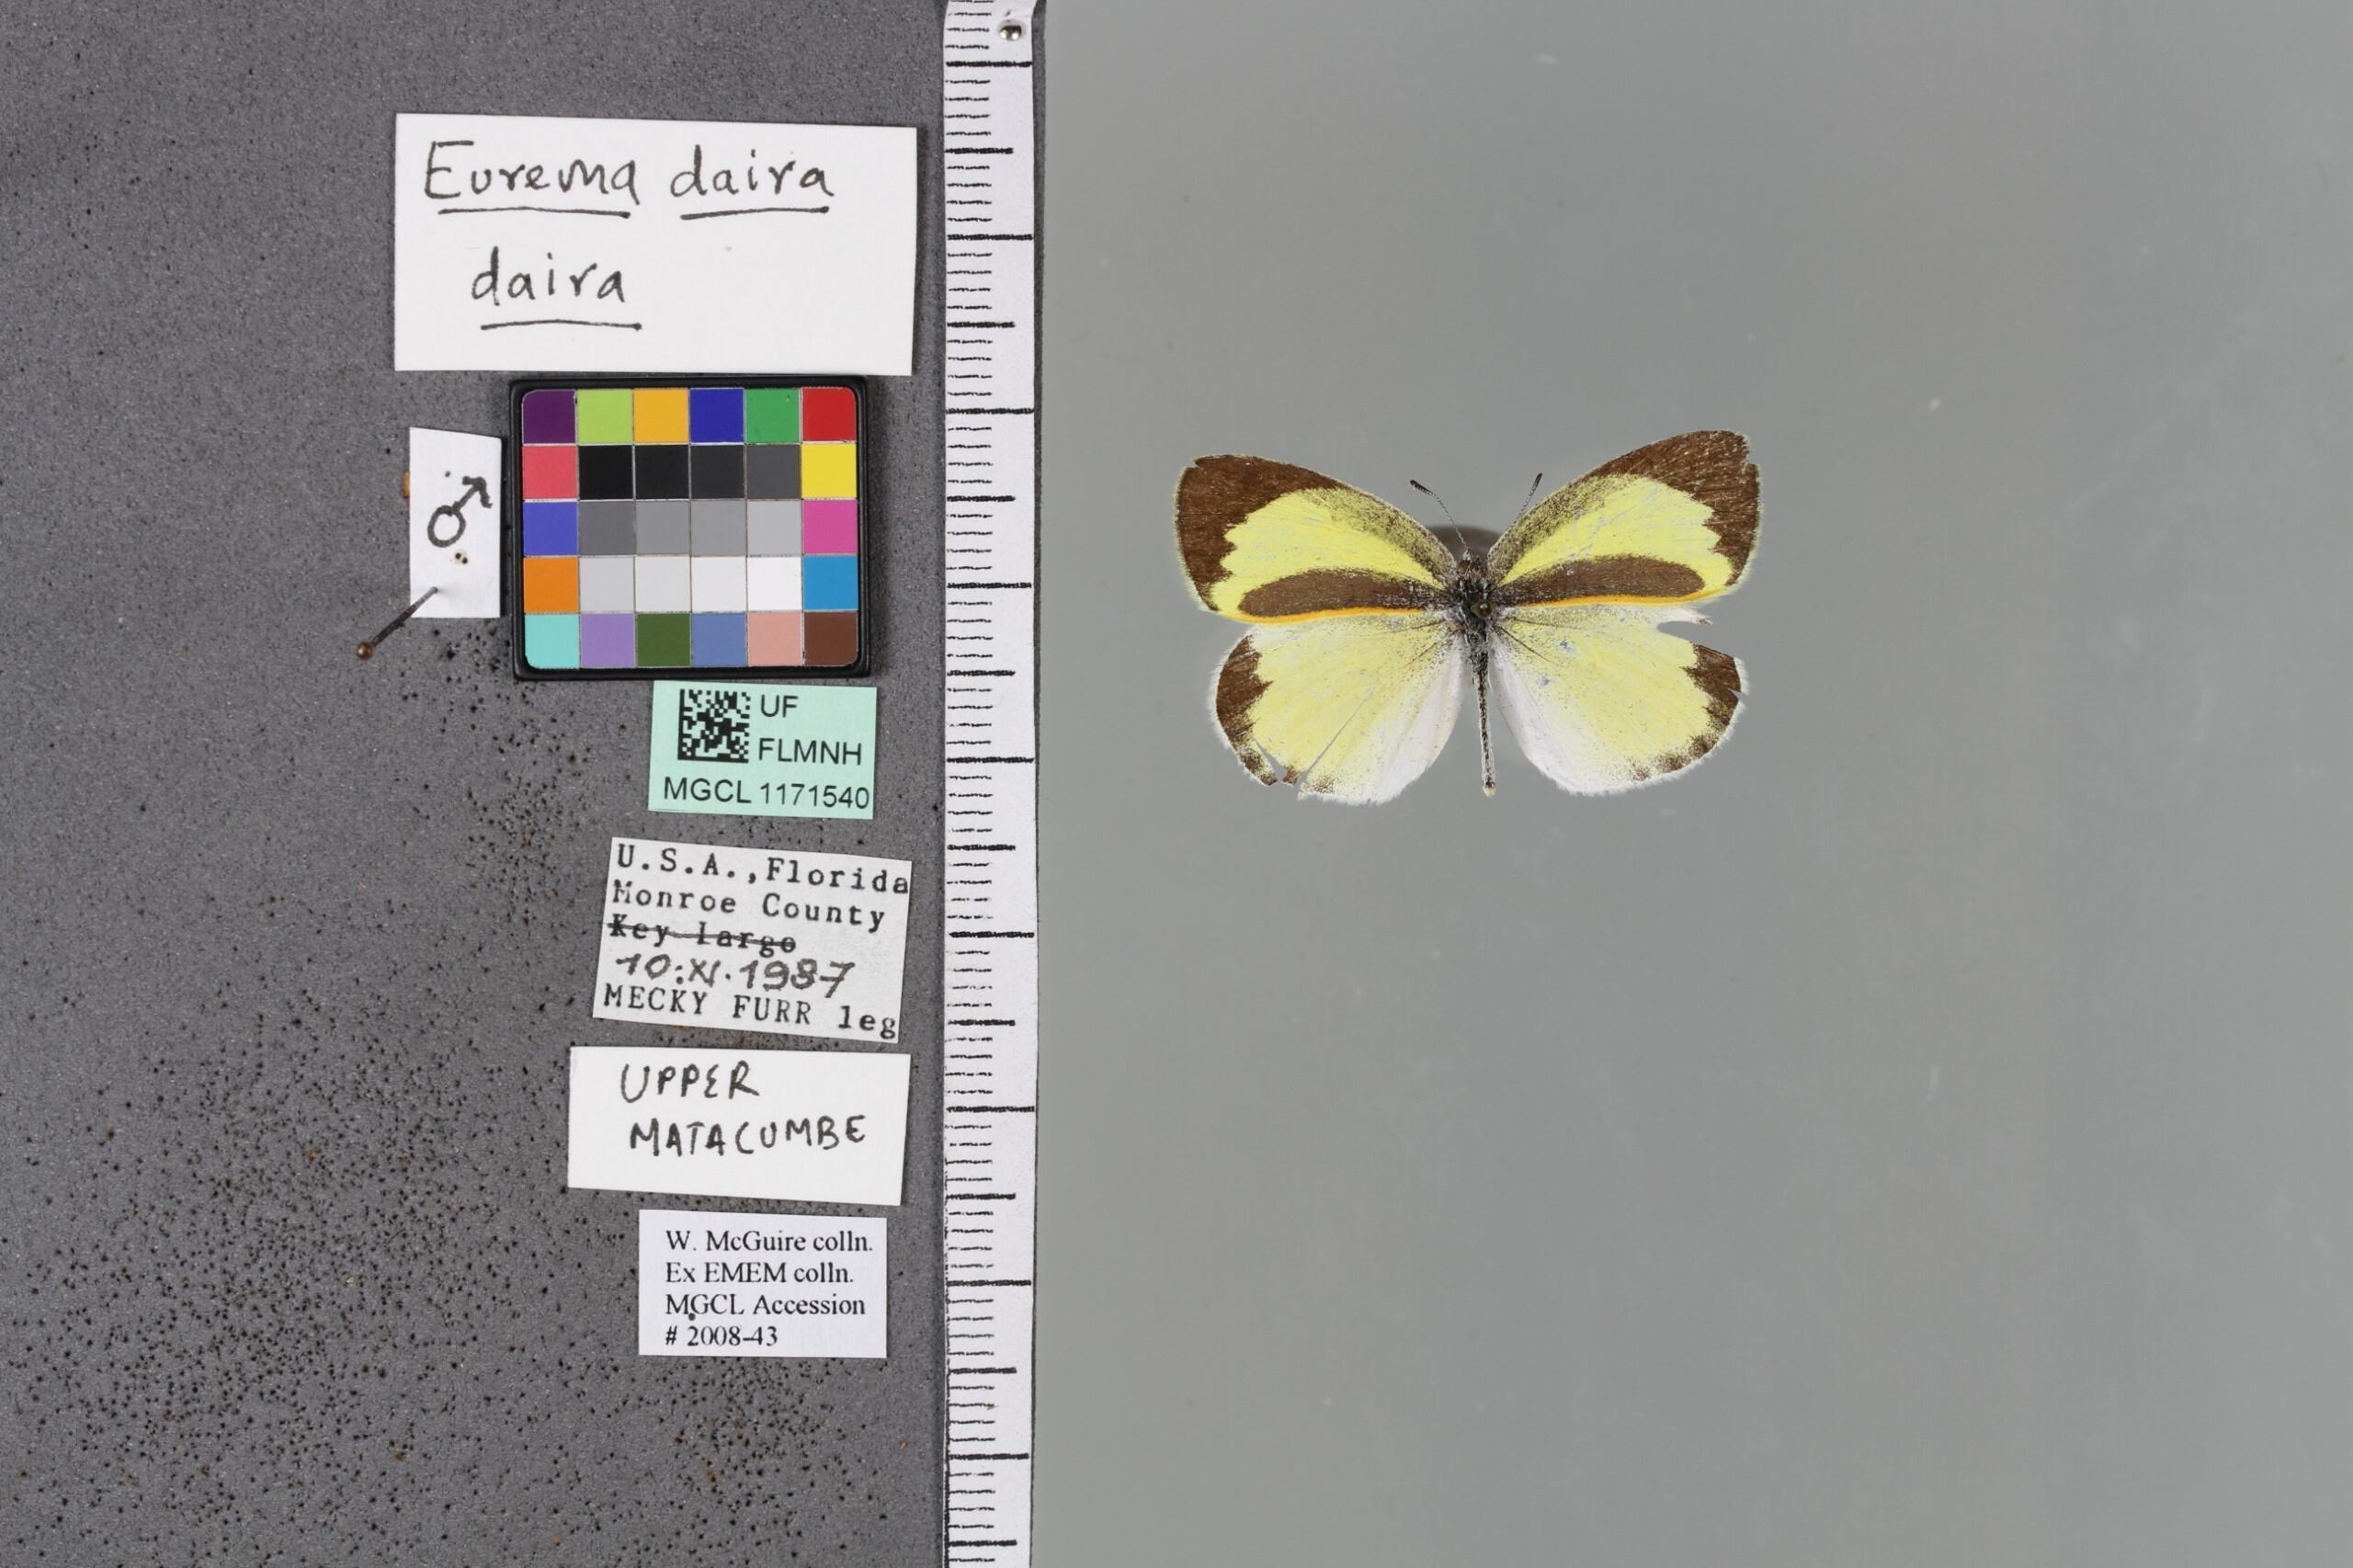 Eurema daira
daira
♂
UF
FLMNH
MGCL 1171540
U.S.A., Florida
Monroe County
Key largo
10.XI.1987
MECKY FURR leg
UPPER
MATACUMBE
W. McGuire colln.
Ex EMEM colln.
MGCL Accession
# 2008-43